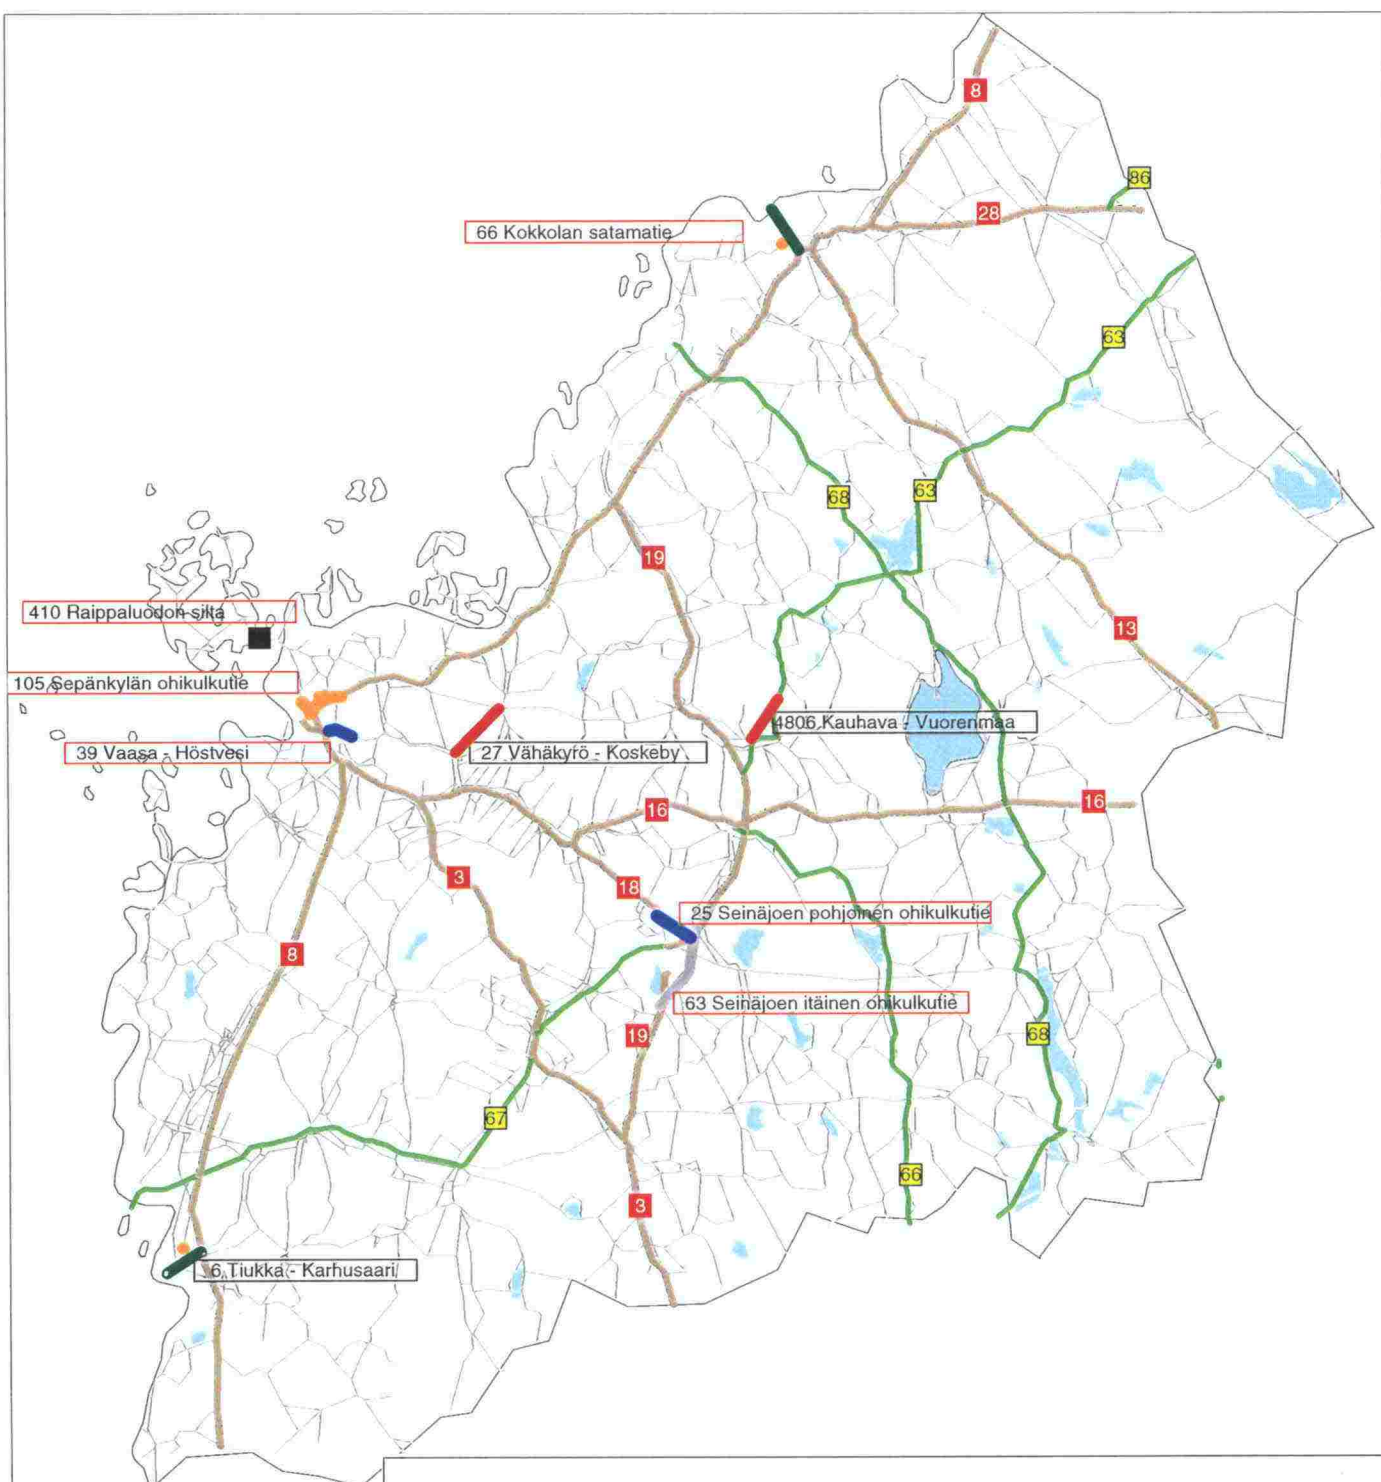 8
86
28
66 Kokkolan satamatie
63
63
68
19
410 Raippaluodon silta
13
105 Sepänkylän ohikulkutie
4806 Kauhava - Vuorenmaa
39 Vaasa - Höstvesi
27 Vähäkyrö - Koskeby
16
16
3
18
25 Seinäjoen pohjoinen ohikulkutie
8
63 Seinäjoen itäinen ohikulkutie
19
68
67
66
3
6 Tiukka - Karhusaari